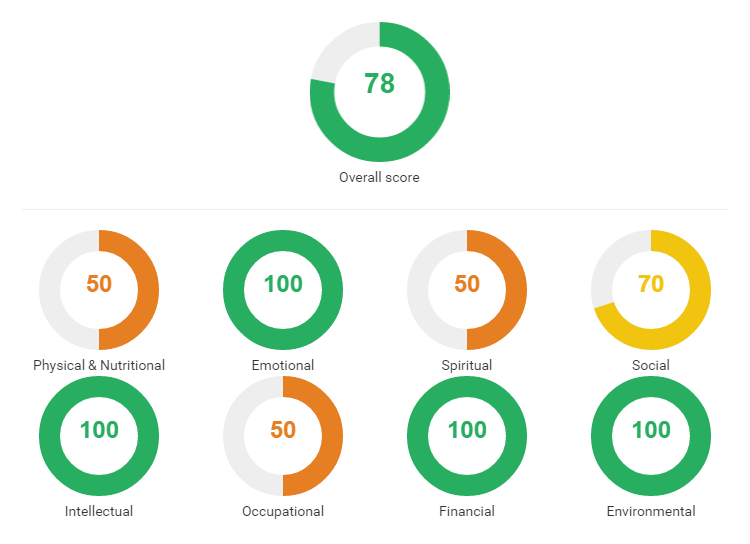 78
Overall score
50
100
50
70
Physical & Nutritional
Emotional
Spiritual
Social
100
50
100
100
Intellectual
Occupational
Financial
Environmental